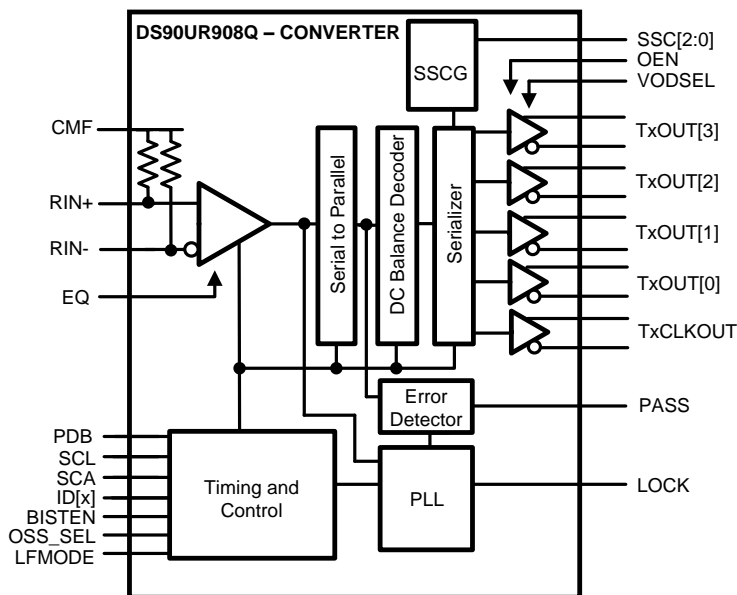 DS90UR908Q – CONVERTER
SSCG
SSC[2:0]
OEN
VODSEL
CMF
RIN+
RIN-
EQ
Serial to Parallel
DC Balance Decoder
Serializer
TxOUT[3]
TxOUT[2]
TxOUT[1]
TxOUT[0]
TxCLKOUT
Error
Detector
PASS
PDB
SCL
SCA
ID[x]
BISTEN
OSS_SEL
LFMODE
Timing and
Control
PLL
LOCK